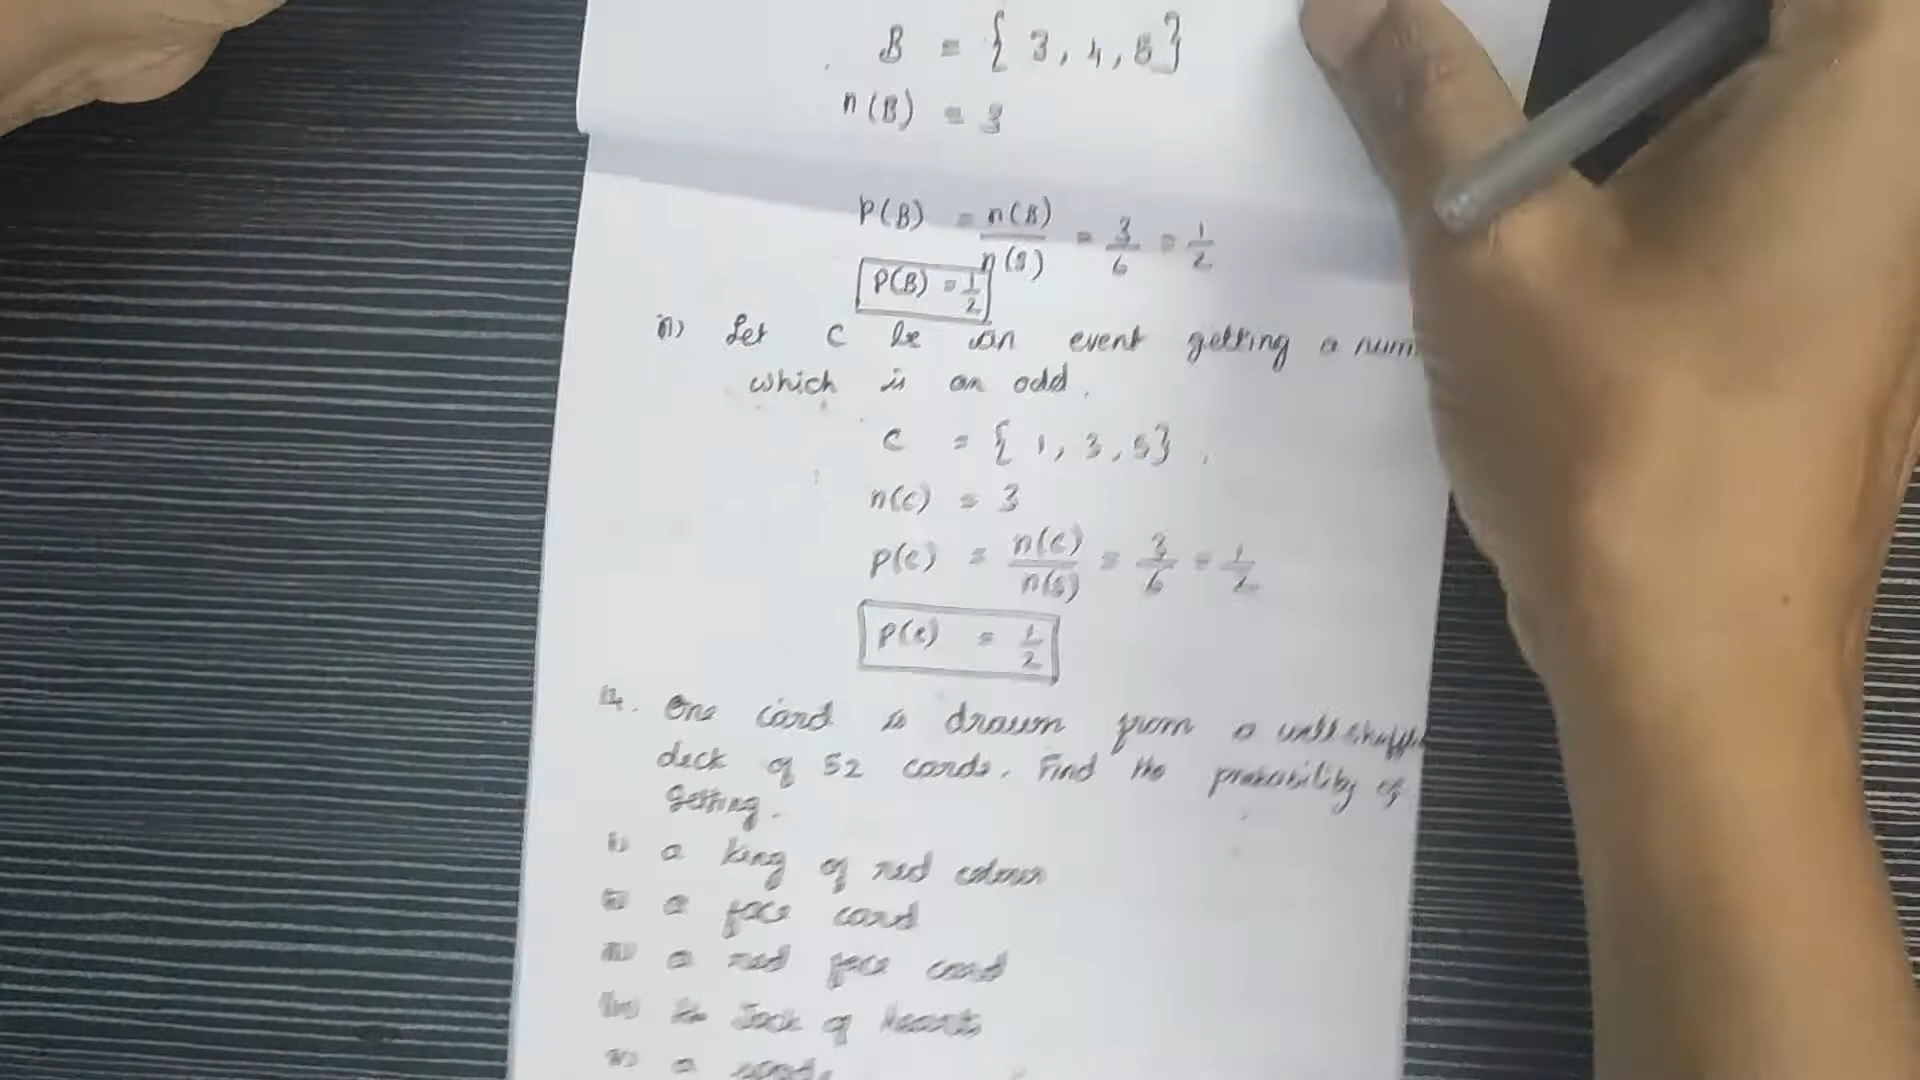 B = { 3, 4, 5}
n(B) = 3
P(B) = n(B)/n(S) = 3/6 = 1/2
P(B) = 1/2
iii) Let C be an event getting a num
which is an odd.
C = { 1, 3, 5} .
n(C) = 3
P(C) = n(C)/n(S) = 3/6 = 1/2
P(C) = 1/2
12. One card is drawn from a well shuffle
deck of 52 cards. Find the probability of
Getting.
i) a king of red colour
ii) a face card
iii) a red face card
iv) the Jack of Hearts
v) a